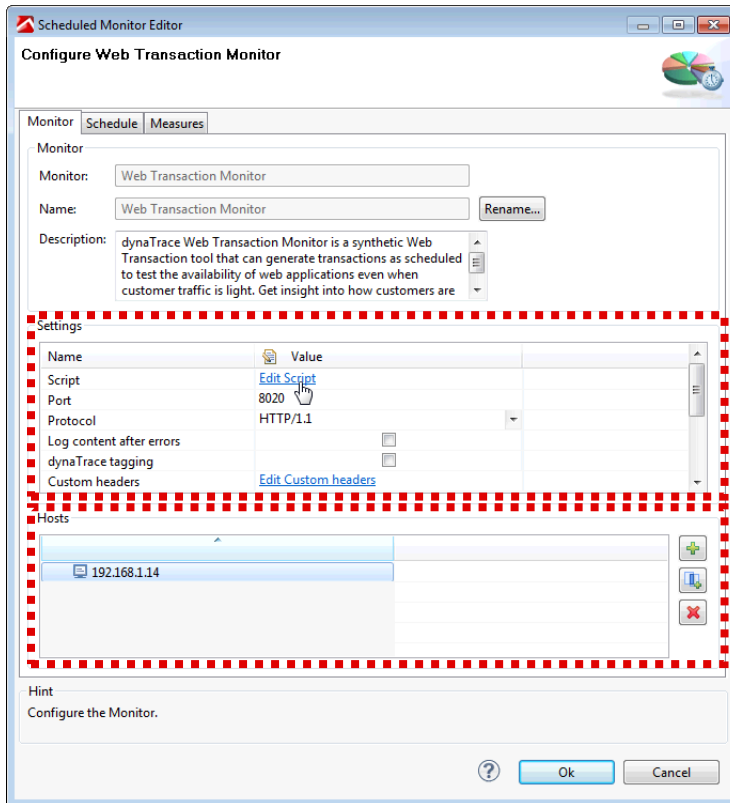 Scheduled Monitor Editor
Configure Web Transaction Monitor
Monitor Schedule Measures
Monitor
Monitor: Web Transaction Monitor
Name: Web Transaction Monitor Rename...
Description: dynaTrace Web Transaction Monitor is a synthetic Web
Transaction tool that can generate transactions as scheduled
to test the availability of web applications even when
customer traffic is light. Get insight into how customers are
Settings
Name Value
Script Edit Script
Port 8020
Protocol HTTP/1.1
Log content after errors
dynaTrace tagging
Custom headers Edit Custom headers
Hosts
192.168.1.14
Hint
Configure the Monitor.
? Ok Cancel